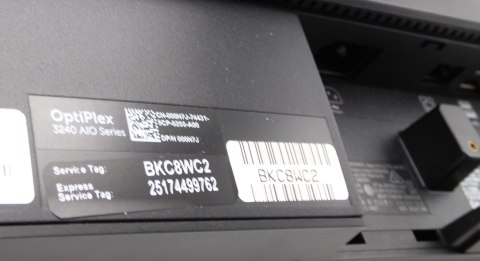 OptiPlex
3240 AIO Series
Service Tag:
BKC8WC2
Express
Service Tag:
25174499762
BKC8WC2